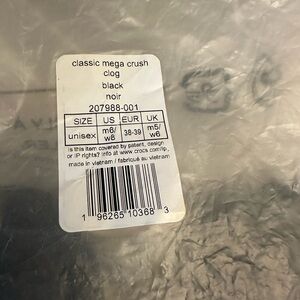 classic mega crush
clog
black
noir
207988-001
SIZE US EUR UK
unisex m6/ w8 38-39 m5/ w6
Is this item covered by patent, design
or IP rights? Info at www.crocs.com/ip.
made in vietnam / fabriqué au vietnam
1 96265 10368 3